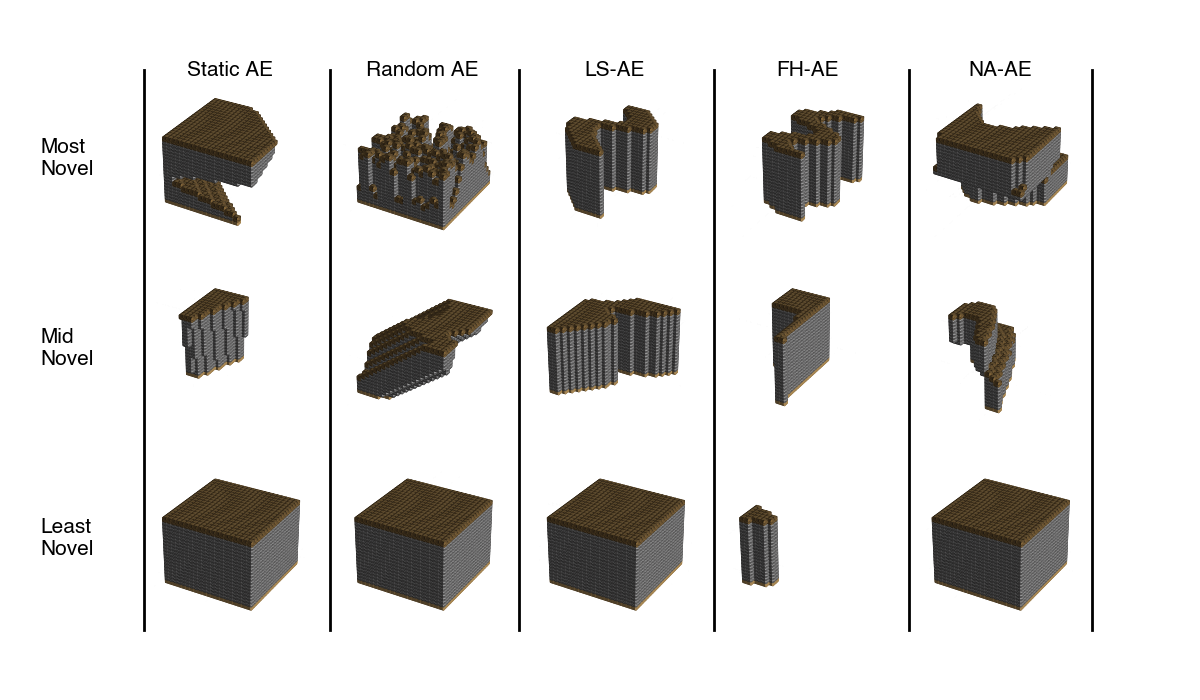 Static AE
Random AE
LS-AE
FH-AE
NA-AE
Most
Novel
Mid
Novel
Least
Novel